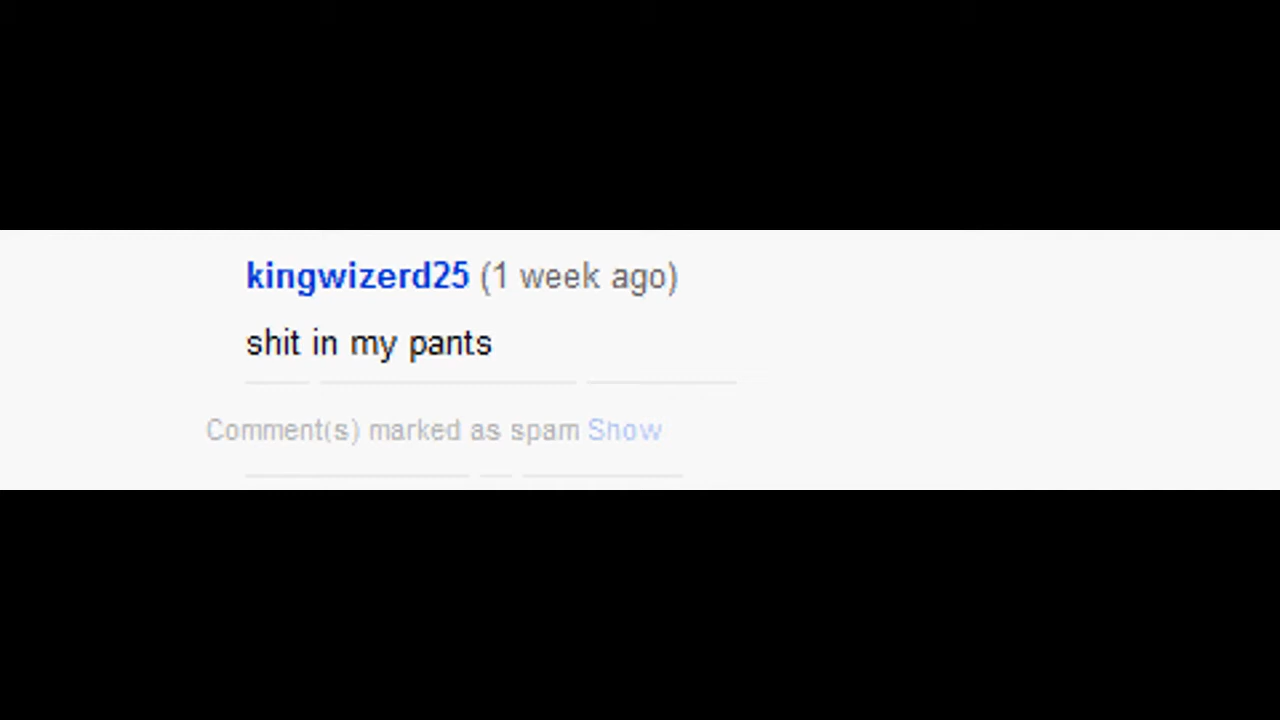 kingwizerd25 (1 week ago)
shit in my pants
Comment(s) marked as spam Show